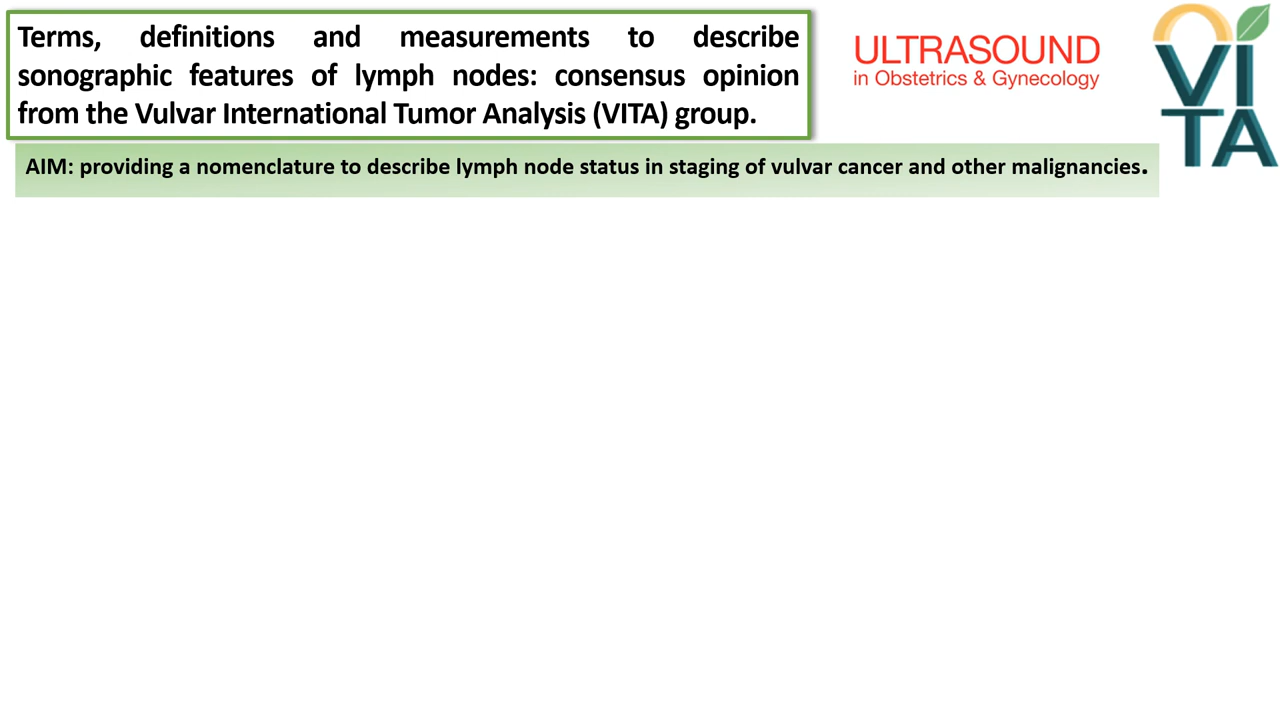 Terms, definitions and measurements to describe
sonographic features of lymph nodes: consensus opinion
from the Vulvar International Tumor Analysis (VITA) group.
ULTRASOUND
in Obstetrics & Gynecology
VI
TA
AIM: providing a nomenclature to describe lymph node status in staging of vulvar cancer and other malignancies.